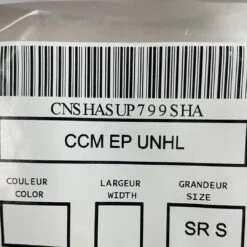 CNSHASUP799SHA
CCM EP UNHL
COULEUR LARGEUR GRANDEUR
COLOR WIDTH SIZE
SR S